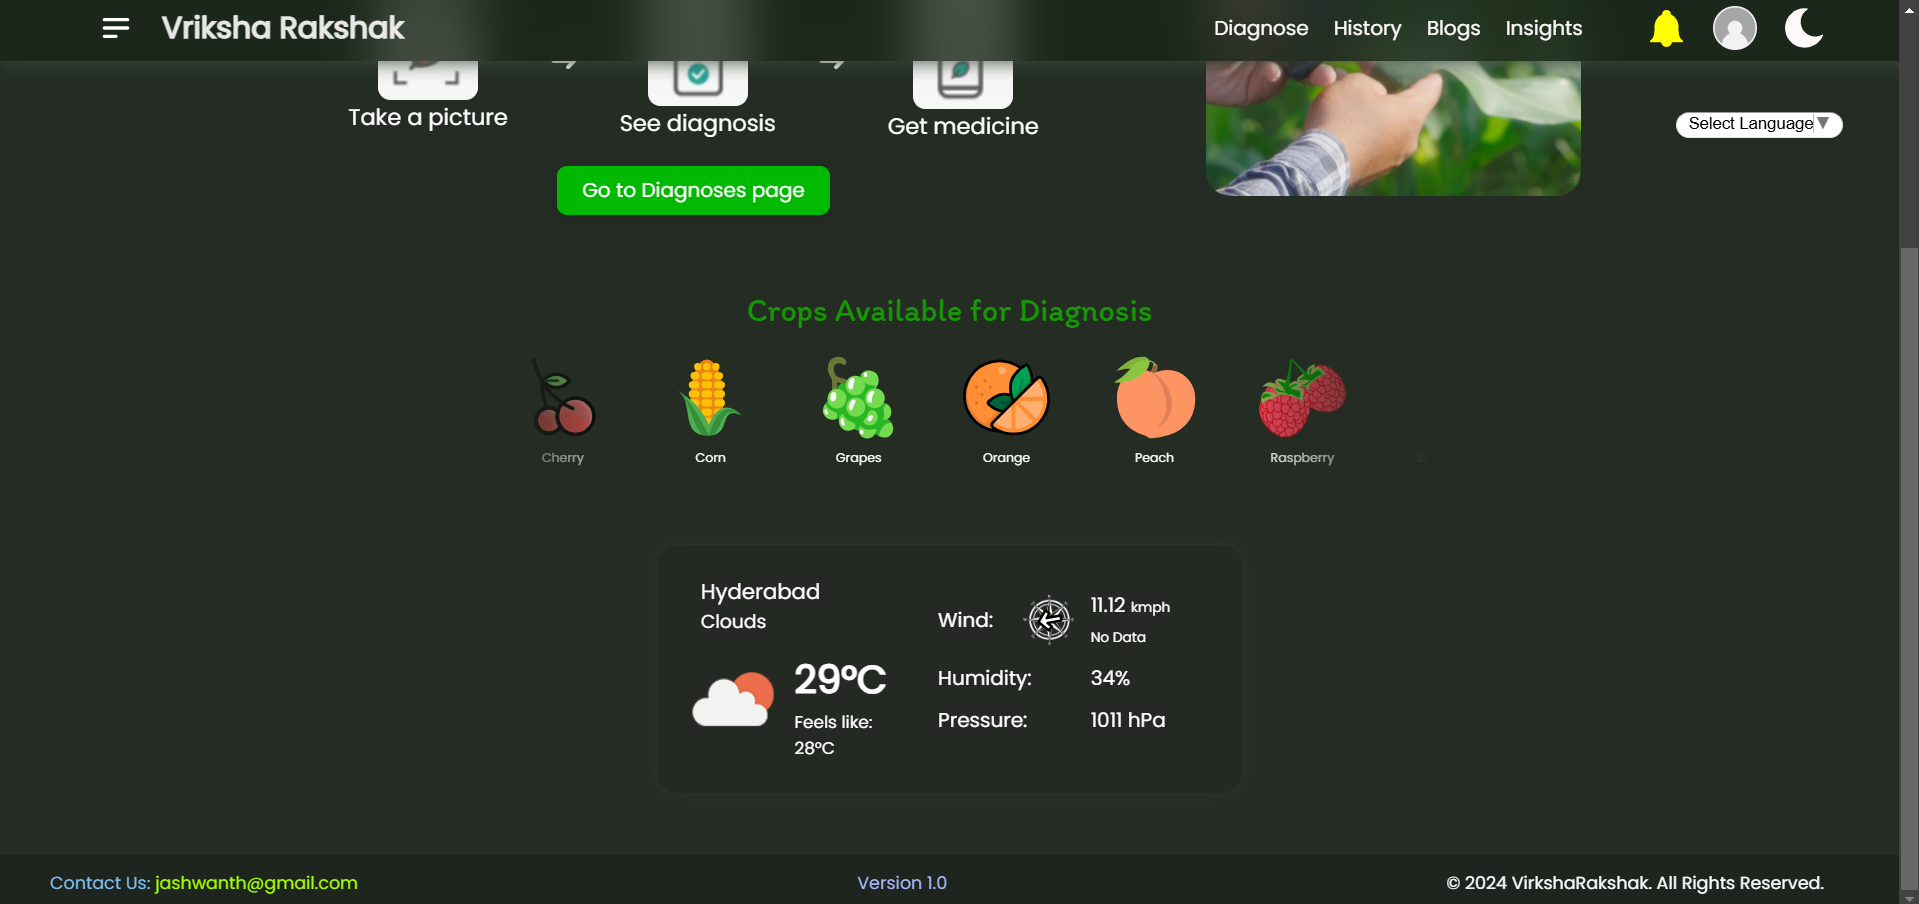 Vriksha Rakshak
Diagnose History Blogs Insights
Take a picture
See diagnosis
Get medicine
Select Language▼
Go to Diagnoses page
Crops Available for Diagnosis
Cherry
Corn
Grapes
Orange
Peach
Raspberry
Hyderabad
Clouds
29°C
Feels like:
28°C
Wind:
11.12 kmph
No Data
Humidity: 34%
Pressure: 1011 hPa
Contact Us: jashwanth@gmail.com
Version 1.0
© 2024 VirkshaRakshak. All Rights Reserved.